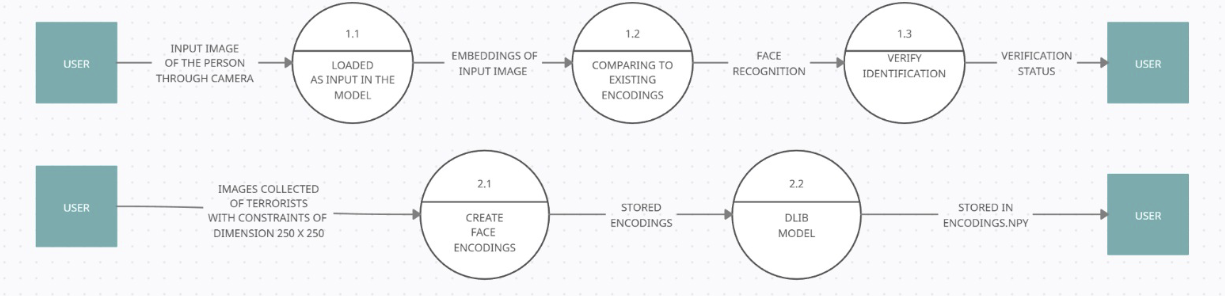 USER
INPUT IMAGE
OF THE PERSON
THROUGH CAMERA
1.1
LOADED
AS INPUT IN THE
MODEL
EMBEDDINGS OF
INPUT IMAGE
1.2
COMPARING TO
EXISTING
ENCODINGS
FACE
RECOGNITION
1.3
VERIFY
IDENTIFICATION
VERIFICATION
STATUS
USER
USER
IMAGES COLLECTED
OF TERRORISTS
WITH CONSTRAINTS OF
DIMENSION 250 X 250
2.1
CREATE
FACE
ENCODINGS
STORED
ENCODINGS
2.2
DLIB
MODEL
STORED IN
ENCODINGS.NPY
USER